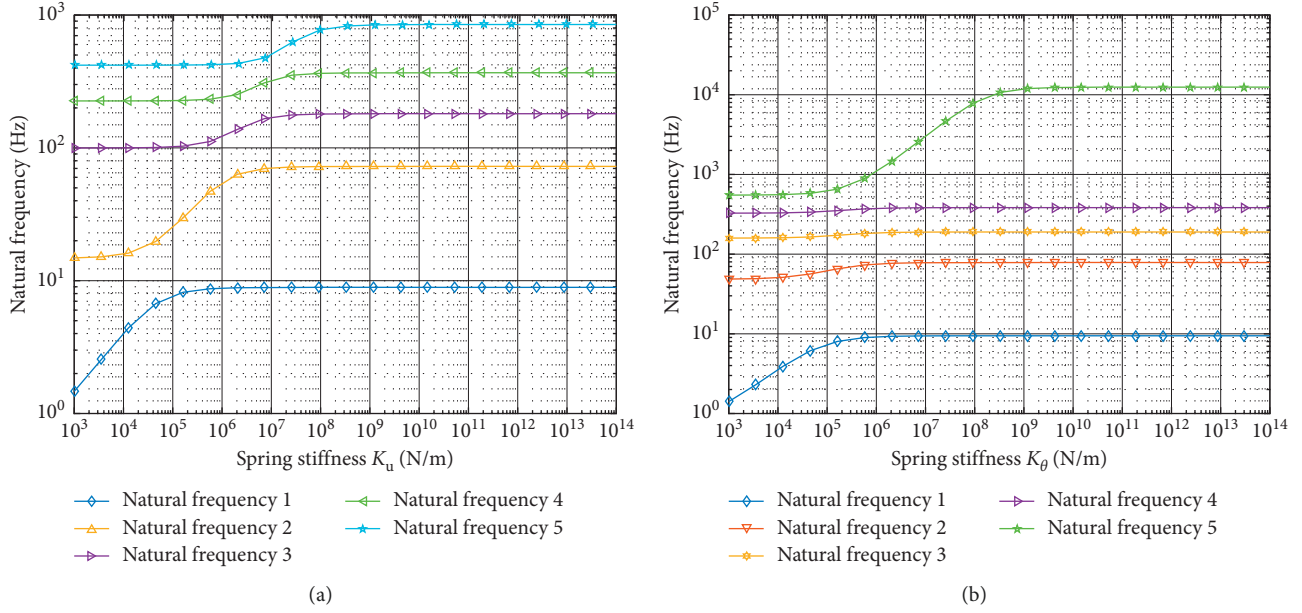 10³
10²
10¹
10⁰
Natural frequency (Hz)
10³ 10⁴ 10⁵ 10⁶ 10⁷ 10⁸ 10⁹ 10¹⁰ 10¹¹ 10¹² 10¹³ 10¹⁴
Spring stiffness Kᵤ (N/m)
Natural frequency 1
Natural frequency 2
Natural frequency 3
Natural frequency 4
Natural frequency 5
(a)
10⁵
10⁴
10³
10²
10¹
10⁰
Natural frequency (Hz)
10³ 10⁴ 10⁵ 10⁶ 10⁷ 10⁸ 10⁹ 10¹⁰ 10¹¹ 10¹² 10¹³ 10¹⁴
Spring stiffness K_θ (N/m)
Natural frequency 1
Natural frequency 2
Natural frequency 3
Natural frequency 4
Natural frequency 5
(b)